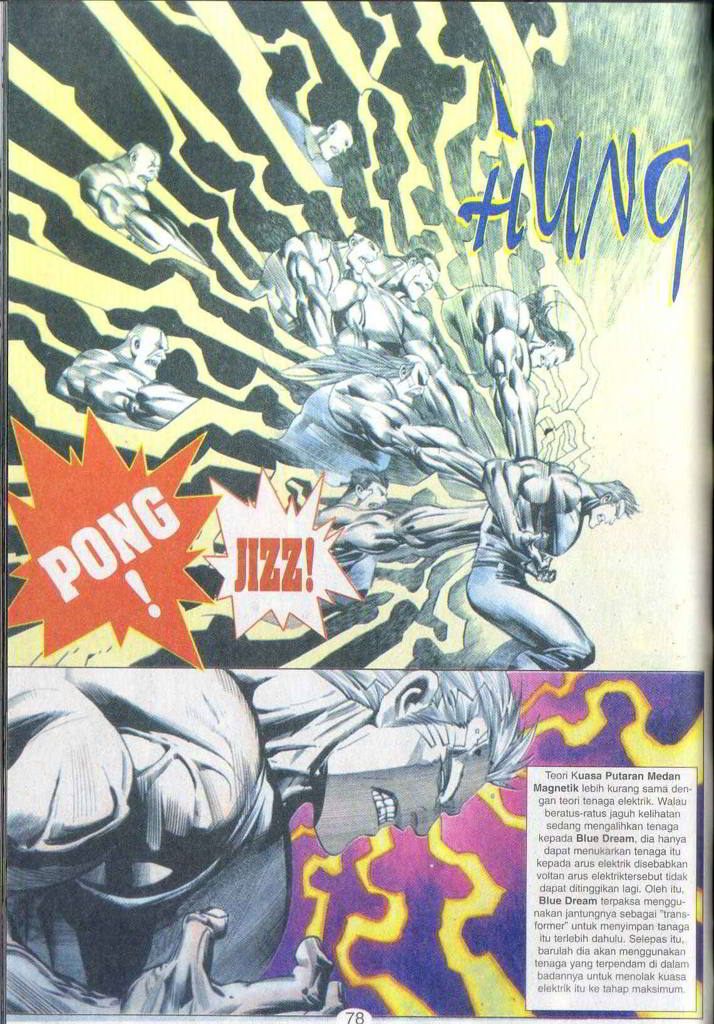 HUNG
PONG
!
JIZZ!
Teori Kuasa Putaran Medan
Magnetik lebih kurang sama den-
gan teori tenaga elektrik. Walau
beratus-ratus jaguh kelihatan
sedang mengalihkan tenaga
kepada Blue Dream, dia hanya
dapat menukarkan tenaga itu
kepada arus elektrik disebabkan
voltan arus elektriktersebut tidak
dapat ditinggikan lagi. Oleh itu,
Blue Dream terpaksa menggu-
nakan jantungnya sebagai "trans-
former" untuk menyimpan tanaga
itu terlebih dahulu. Selepas itu,
barulah dia akan menggunakan
tenaga yang terpendam di dalam
badannya untuk menolak kuasa
elektrik itu ke tahap maksimum.
78